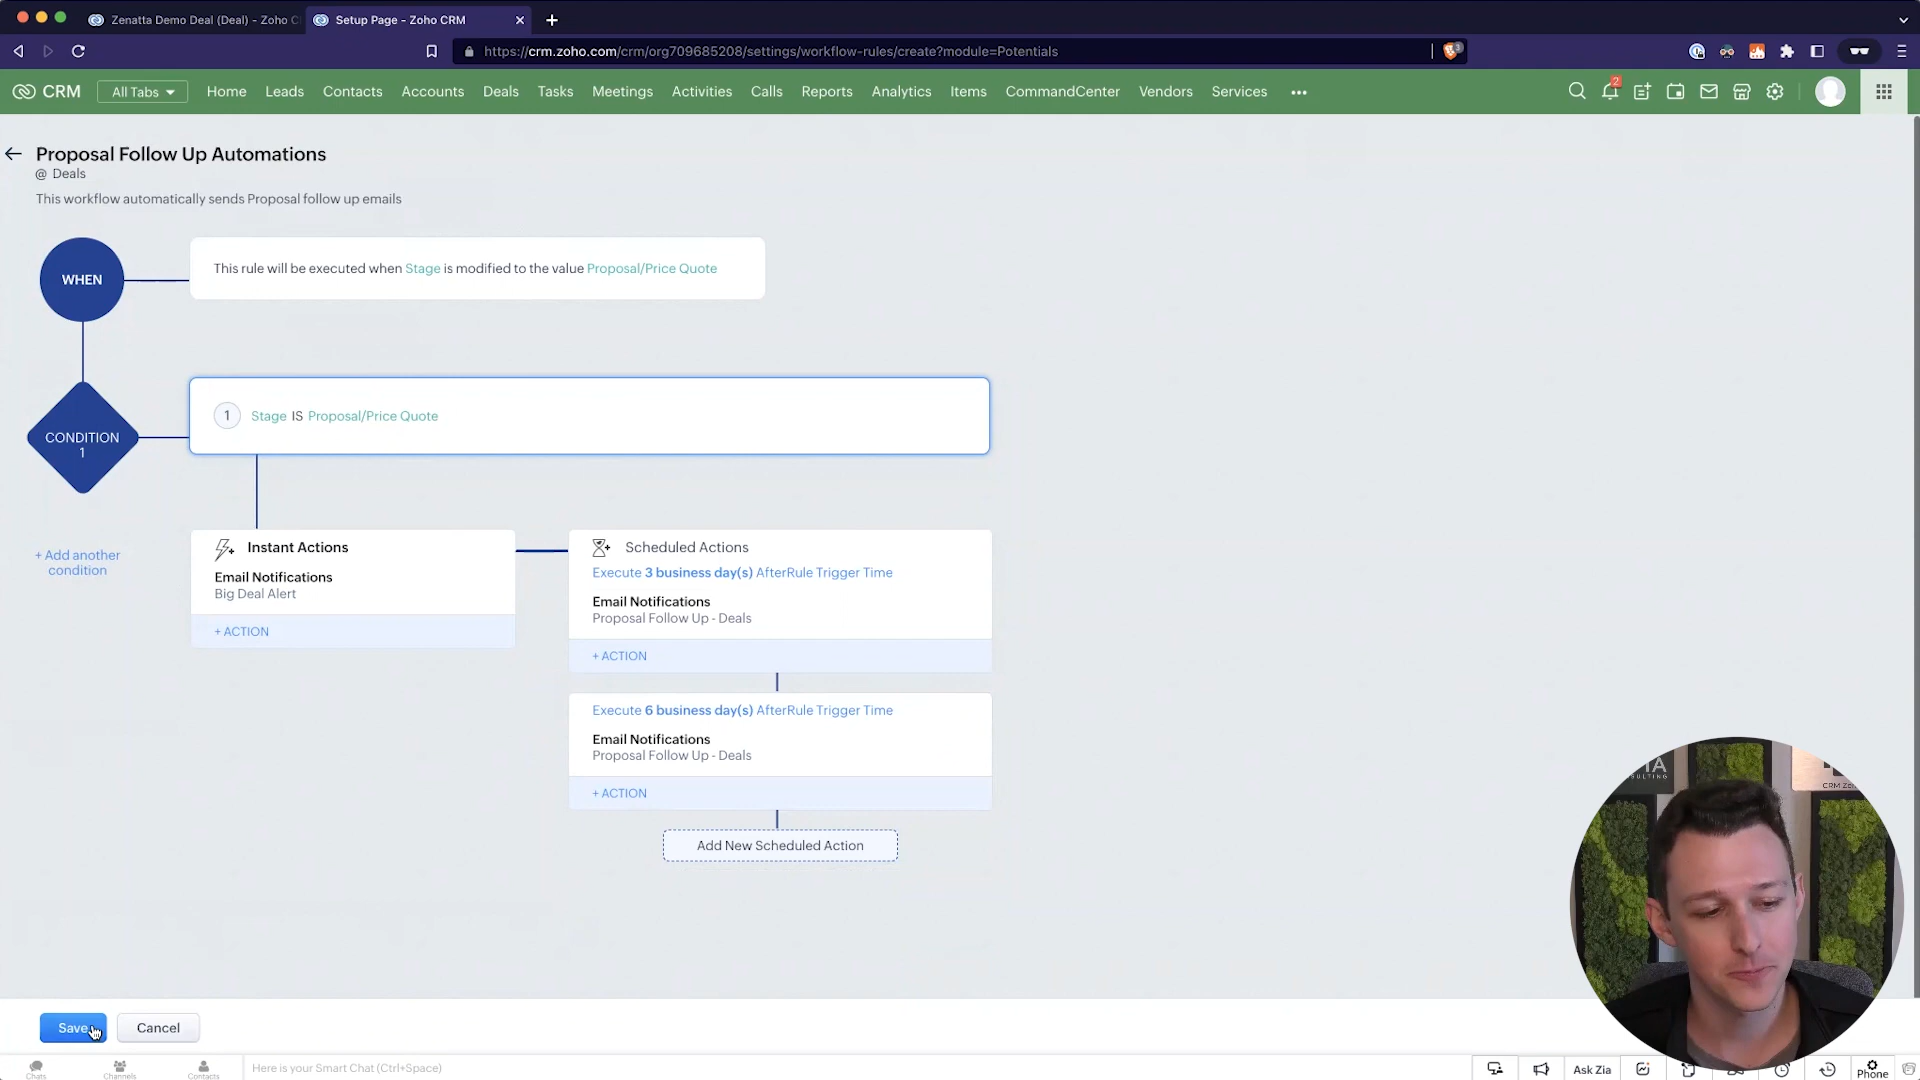 Zenatta Demo Deal (Deal) - Zoho C
Setup Page - Zoho CRM
https://crm.zoho.com/crm/org709685208/settings/workflow-rules/create?module=Potentials
3
CRM
All Tabs
Home
Leads
Contacts
Accounts
Deals
Tasks
Meetings
Activities
Calls
Reports
Analytics
Items
CommandCenter
Vendors
Services
2
Proposal Follow Up Automations
@ Deals
This workflow automatically sends Proposal follow up emails
WHEN
This rule will be executed when Stage is modified to the value Proposal/Price Quote
CONDITION
1
1 Stage IS Proposal/Price Quote
+ Add another
condition
Instant Actions
Email Notifications
Big Deal Alert
+ ACTION
Scheduled Actions
Execute 3 business day(s) AfterRule Trigger Time
Email Notifications
Proposal Follow Up - Deals
+ ACTION
Execute 6 business day(s) AfterRule Trigger Time
Email Notifications
Proposal Follow Up - Deals
+ ACTION
Add New Scheduled Action
Save
Cancel
Chats
Channels
Contacts
Here is your Smart Chat (Ctrl+Space)
Ask Zia
Phone